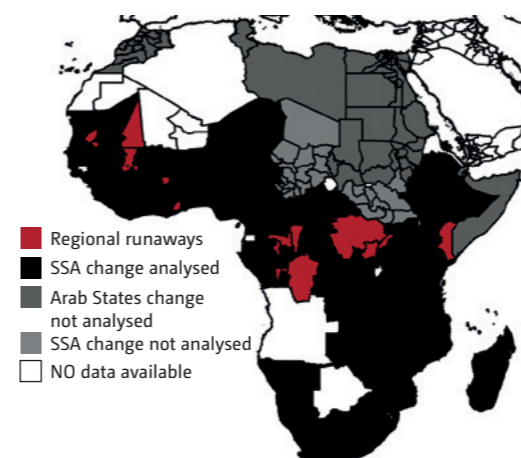 Regional runaways
SSA change analysed
Arab States change
not analysed
SSA change not analysed
NO data available